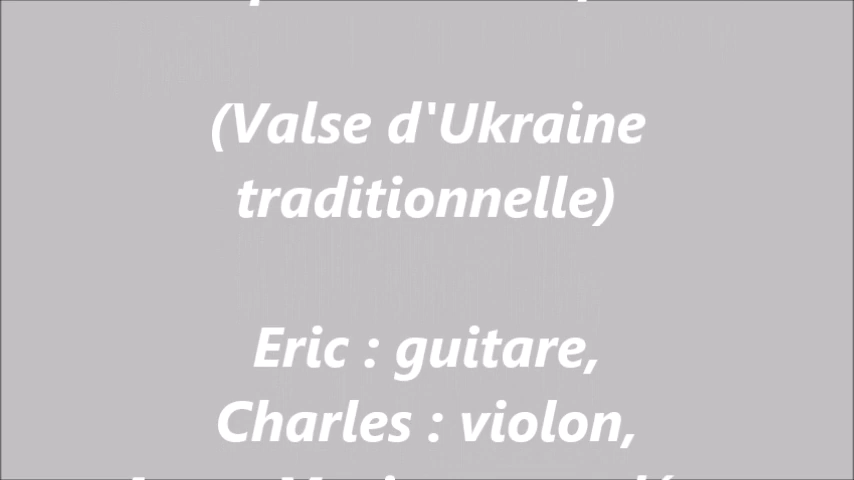 (Valse d'Ukraine
traditionnelle)
Eric : guitare,
Charles : violon,